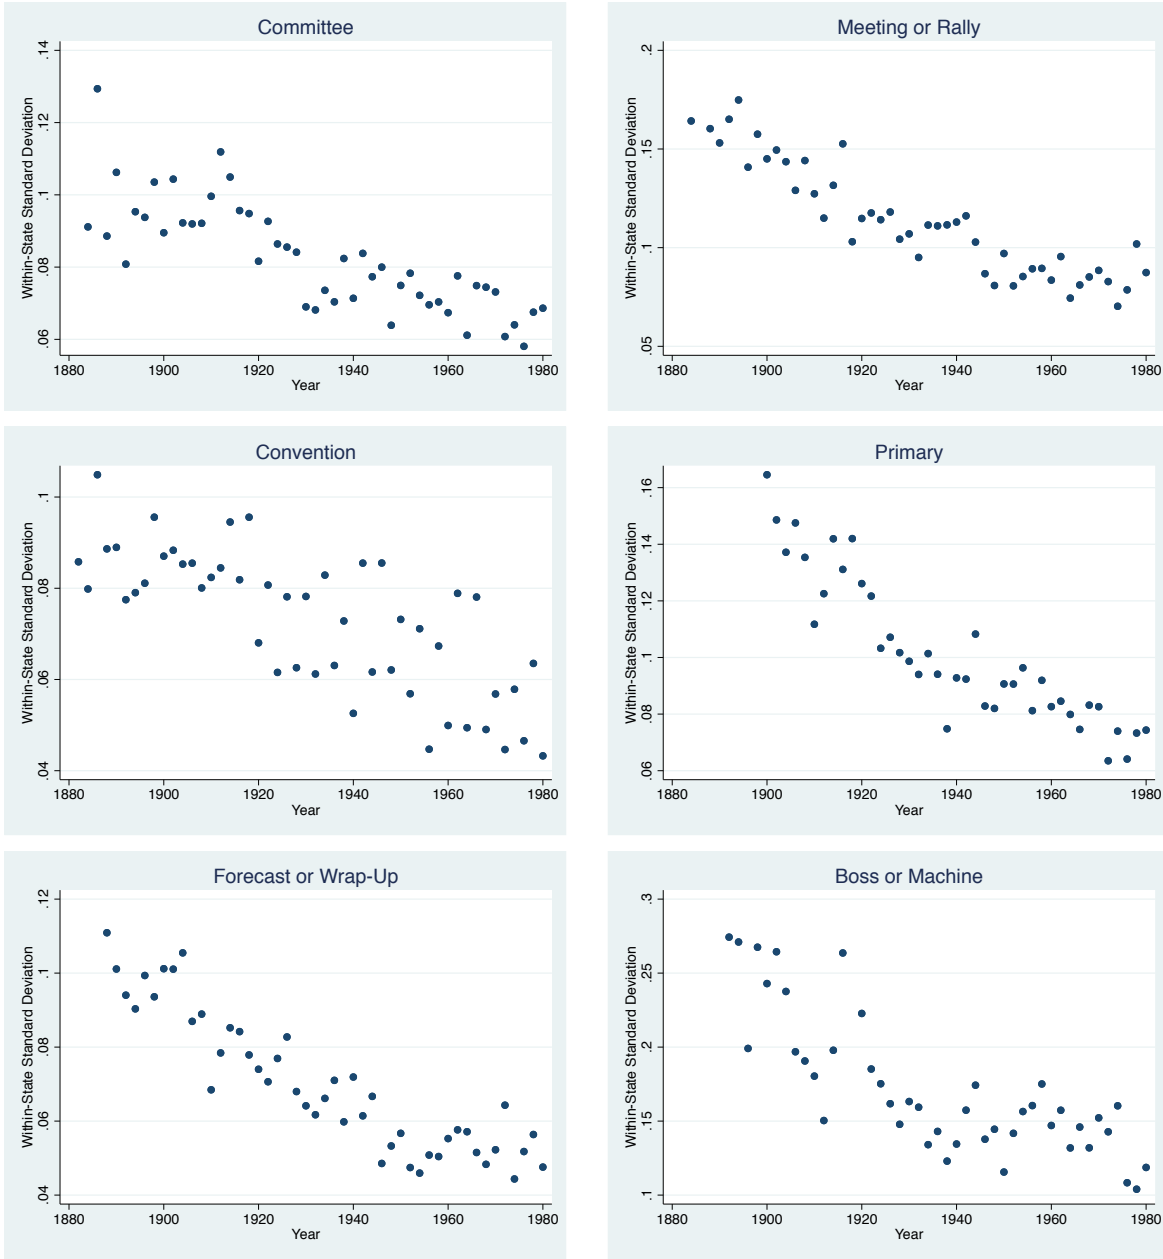 Committee
Within-State Standard Deviation
.14
.12
.1
.08
.06
1880 1900 1920 1940 1960 1980
Year
Meeting or Rally
Within-State Standard Deviation
.2
.15
.1
.05
1880 1900 1920 1940 1960 1980
Year
Convention
Within-State Standard Deviation
.1
.08
.06
.04
1880 1900 1920 1940 1960 1980
Year
Primary
Within-State Standard Deviation
.16
.14
.12
.1
.08
.06
1880 1900 1920 1940 1960 1980
Year
Forecast or Wrap-Up
Within-State Standard Deviation
.12
.1
.08
.06
.04
1880 1900 1920 1940 1960 1980
Year
Boss or Machine
Within-State Standard Deviation
.3
.25
.2
.15
.1
1880 1900 1920 1940 1960 1980
Year